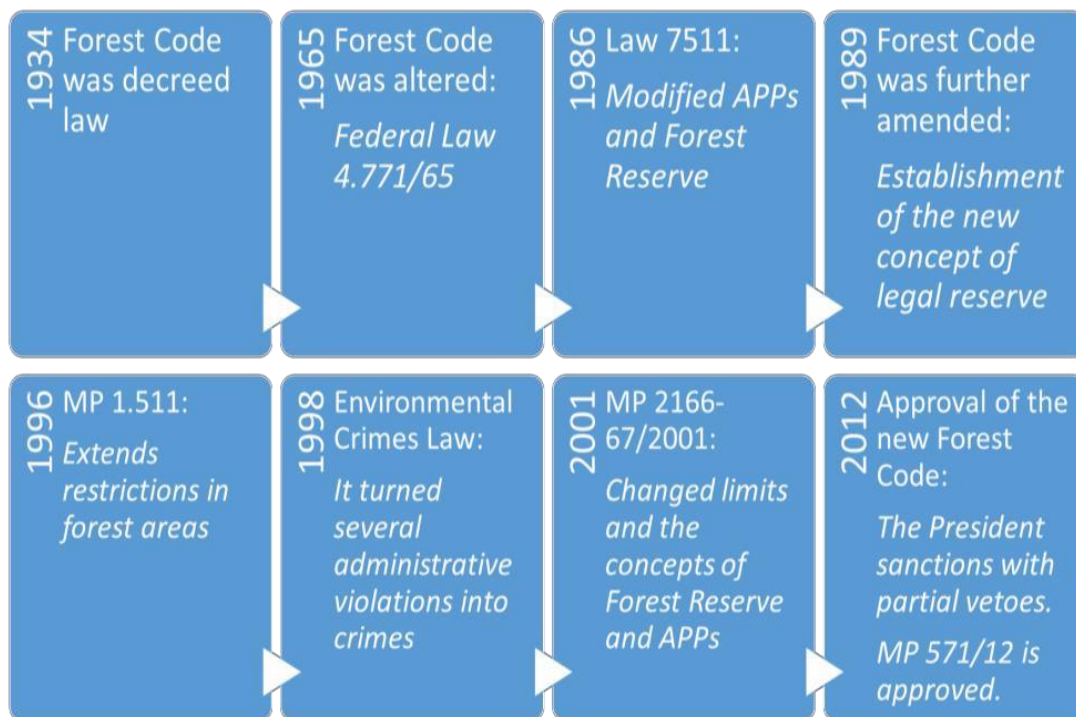 1934
Forest Code
was decreed
law
1965
Forest Code
was altered:
Federal Law
4.771/65
1986
Law 7511:
Modified APPs
and Forest
Reserve
1989
Forest Code
was further
amended:
Establishment
of the new
concept of
legal reserve
1996
MP 1.511:
Extends
restrictions in
forest areas
1998
Environmental
Crimes Law:
It turned
several
administrative
violations into
crimes
2001
MP 2166-
67/2001:
Changed limits
and the
concepts of
Forest Reserve
and APPs
2012
Approval of the
new Forest
Code:
The President
sanctions with
partial vetoes.
MP 571/12 is
approved.